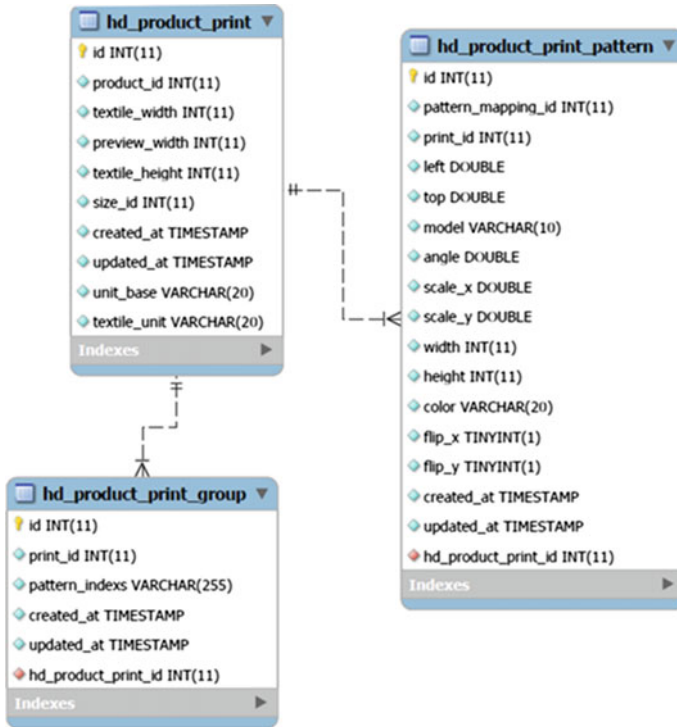 hd_product_print
id INT(11)
product_id INT(11)
textile_width INT(11)
preview_width INT(11)
textile_height INT(11)
size_id INT(11)
created_at TIMESTAMP
updated_at TIMESTAMP
unit_base VARCHAR(20)
textile_unit VARCHAR(20)
Indexes
hd_product_print_pattern
id INT(11)
pattern_mapping_id INT(11)
print_id INT(11)
left DOUBLE
top DOUBLE
model VARCHAR(10)
angle DOUBLE
scale_x DOUBLE
scale_y DOUBLE
width INT(11)
height INT(11)
color VARCHAR(20)
flip_x TINYINT(1)
flip_y TINYINT(1)
created_at TIMESTAMP
updated_at TIMESTAMP
hd_product_print_id INT(11)
Indexes
hd_product_print_group
id INT(11)
print_id INT(11)
pattern_indexs VARCHAR(255)
created_at TIMESTAMP
updated_at TIMESTAMP
hd_product_print_id INT(11)
Indexes